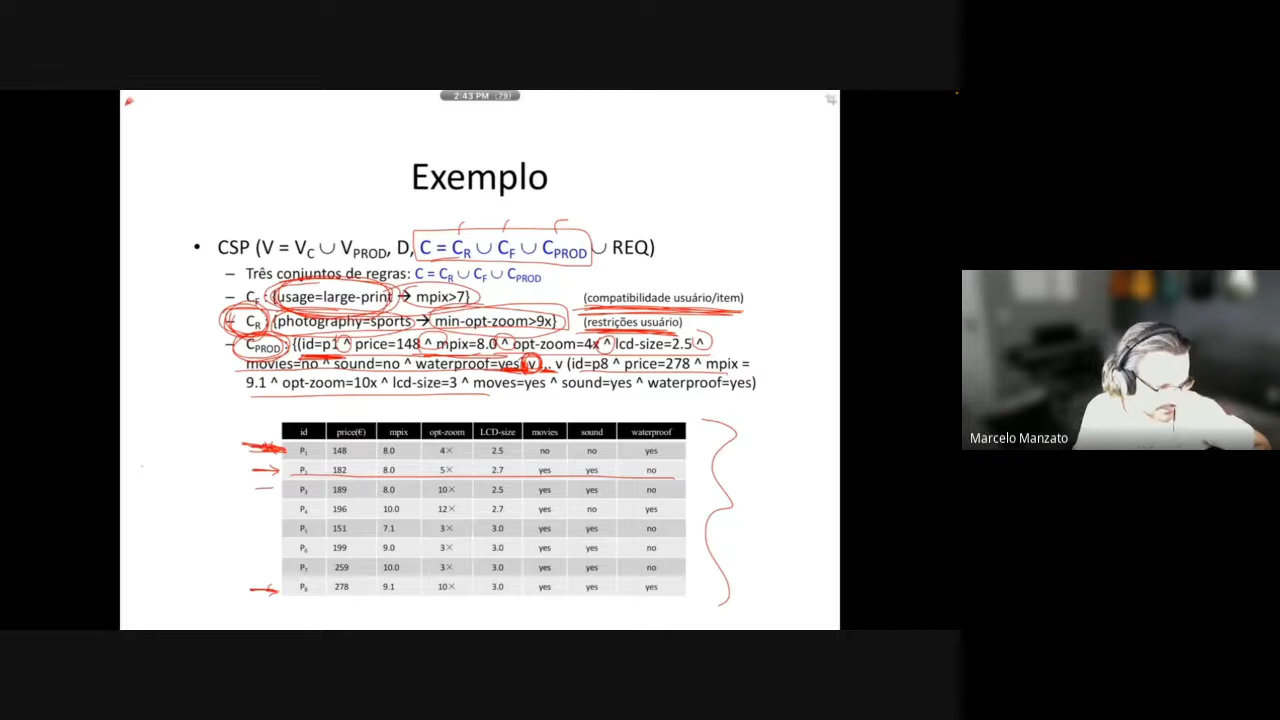 2:43 PM (79)
Exemplo
• CSP (V = V_C ∪ V_PROD, D, C = C_R ∪ C_F ∪ C_PROD ∪ REQ)
– Três conjuntos de regras: C = C_R ∪ C_F ∪ C_PROD
– C_F: {usage=large-print → mpix>7} (compatibilidade usuário/item)
– C_R: {photography=sports → min-opt-zoom>9x} (restrições usuário)
– C_PROD: {(id=p1 ^ price=148 ^ mpix=8.0 ^ opt-zoom=4x ^ lcd-size=2.5 ^
movies=no ^ sound=no ^ waterproof=yes) v ... v (id=p8 ^ price=278 ^ mpix =
9.1 ^ opt-zoom=10x ^ lcd-size=3 ^ moves=yes ^ sound=yes ^ waterproof=yes)
id price(€) mpix opt-zoom LCD-size movies sound waterproof
P₁ 148 8.0 4× 2.5 no no yes
P₂ 182 8.0 5× 2.7 yes yes no
P₃ 189 8.0 10× 2.5 yes yes no
P₄ 196 10.0 12× 2.7 yes no yes
P₅ 151 7.1 3× 3.0 yes yes no
P₆ 199 9.0 3× 3.0 yes yes no
P₇ 259 10.0 3× 3.0 yes yes no
P₈ 278 9.1 10× 3.0 yes yes yes
Marcelo Manzato